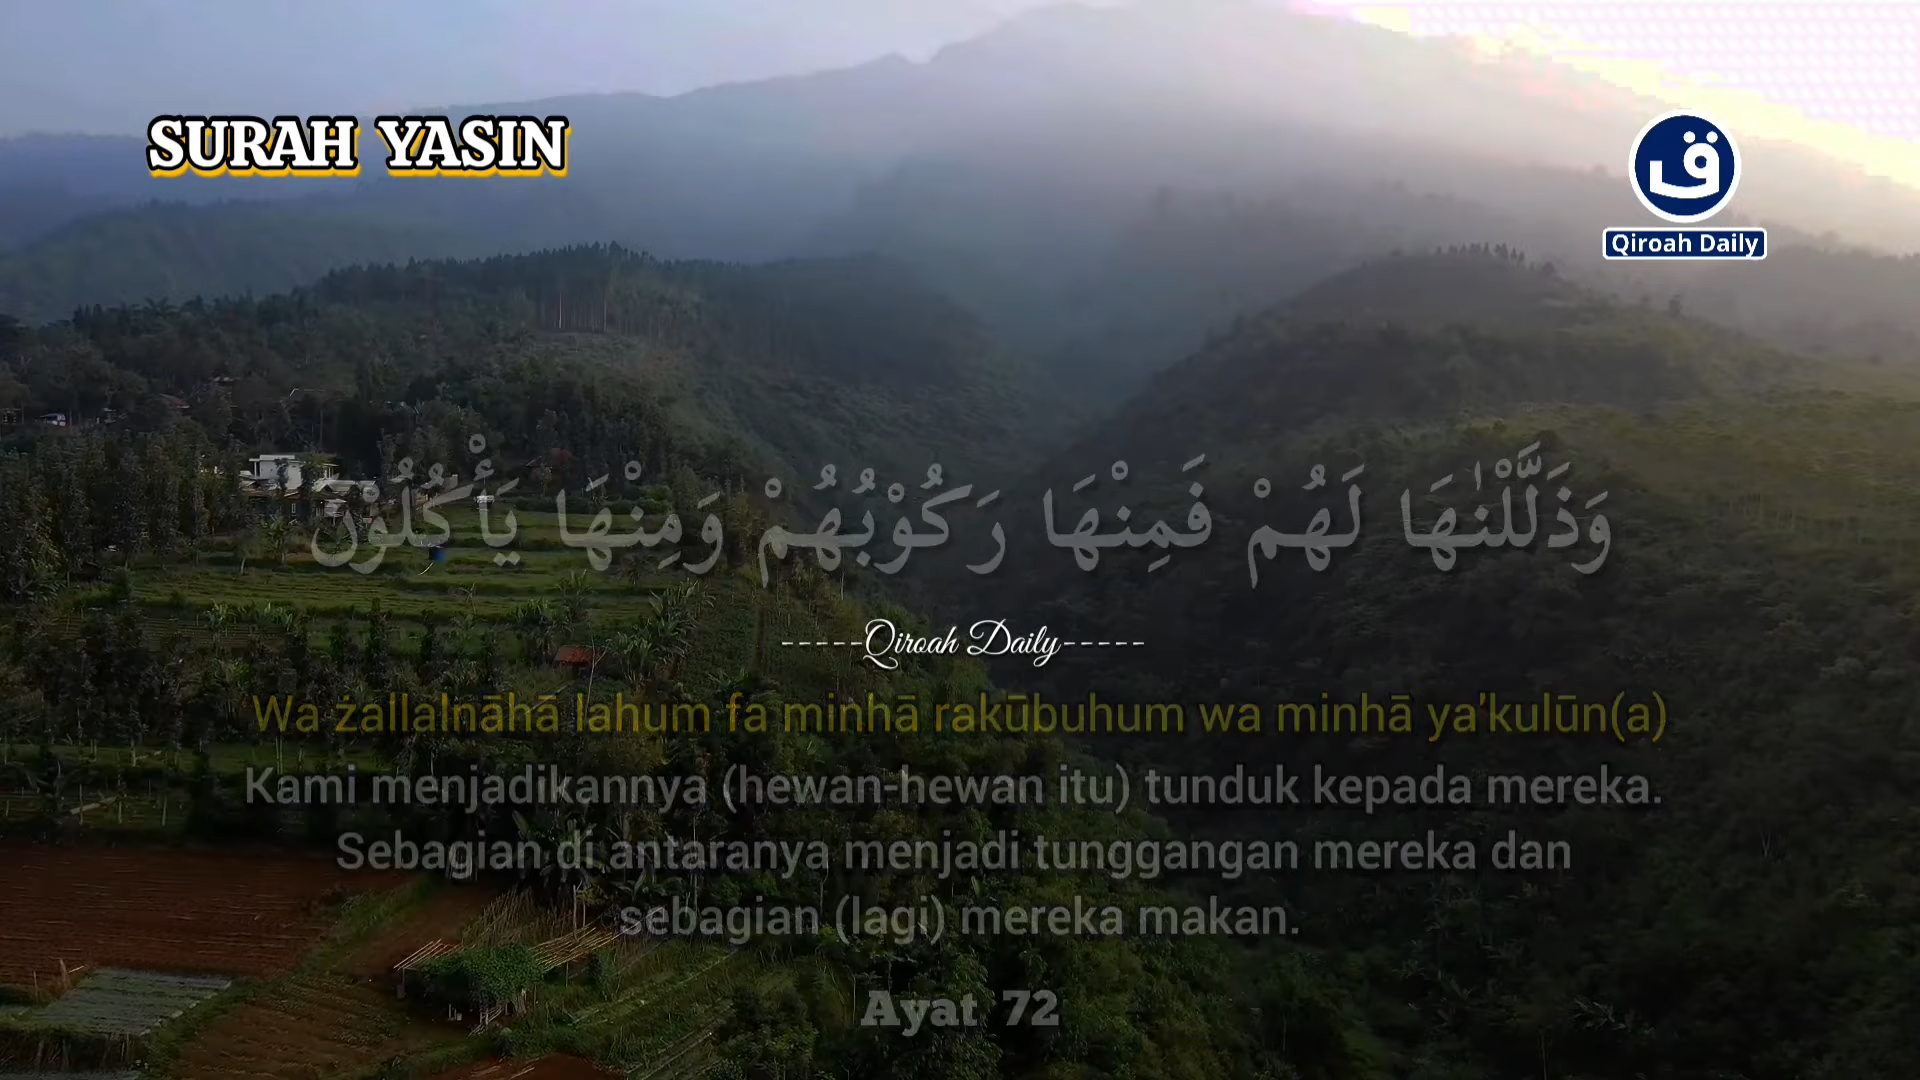 SURAH YASIN
ق
Qiroah Daily
وَذَلَّلْنٰهَا لَهُمْ فَمِنْهَا رَكُوْبُهُمْ وَمِنْهَا يَأْكُلُوْنَ
-----Qiroah Daily-----
Wa żallalnāhā lahum fa minhā rakūbuhum wa minhā ya’kulūn(a)
Kami menjadikannya (hewan-hewan itu) tunduk kepada mereka.
Sebagian di antaranya menjadi tunggangan mereka dan
sebagian (lagi) mereka makan.
Ayat 72